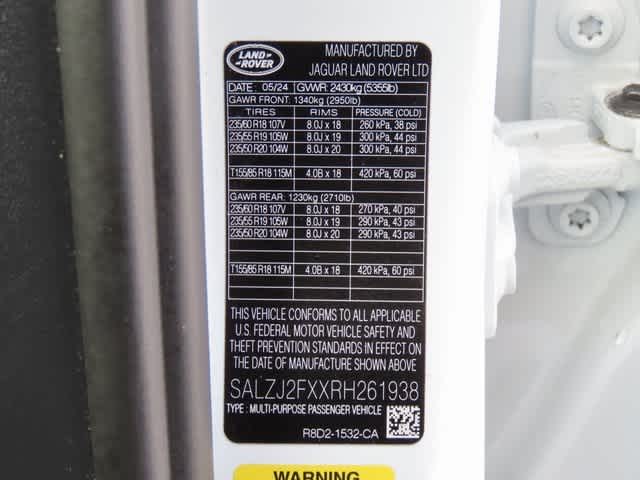 LAND
ROVER
MANUFACTURED BY
JAGUAR LAND ROVER LTD
DATE : 05/24 GVWR: 2430kg (5355lb)
GAWR FRONT: 1340kg (2950lb)
TIRES RIMS PRESSURE (COLD)
235/60 R18 107V 8.0J x 18 260 kPa, 38 psi
235/55 R19 105W 8.0J x 19 300 kPa, 44 psi
235/50 R20 104W 8.0J x 20 300 kPa, 44 psi
T155/85 R18 115M 4.0B x 18 420 kPa, 60 psi
GAWR REAR: 1230kg (2710lb)
235/60 R18 107V 8.0J x 18 270 kPa, 40 psi
235/55 R19 105W 8.0J x 19 290 kPa, 43 psi
235/50 R20 104W 8.0J x 20 290 kPa, 43 psi
T155/85 R18 115M 4.0B x 18 420 kPa, 60 psi
THIS VEHICLE CONFORMS TO ALL APPLICABLE
U.S. FEDERAL MOTOR VEHICLE SAFETY AND
THEFT PREVENTION STANDARDS IN EFFECT ON
THE DATE OF MANUFACTURE SHOWN ABOVE
SALZJ2FXXRH261938
TYPE : MULTI-PURPOSE PASSENGER VEHICLE
R8D2-1532-CA
WARNING